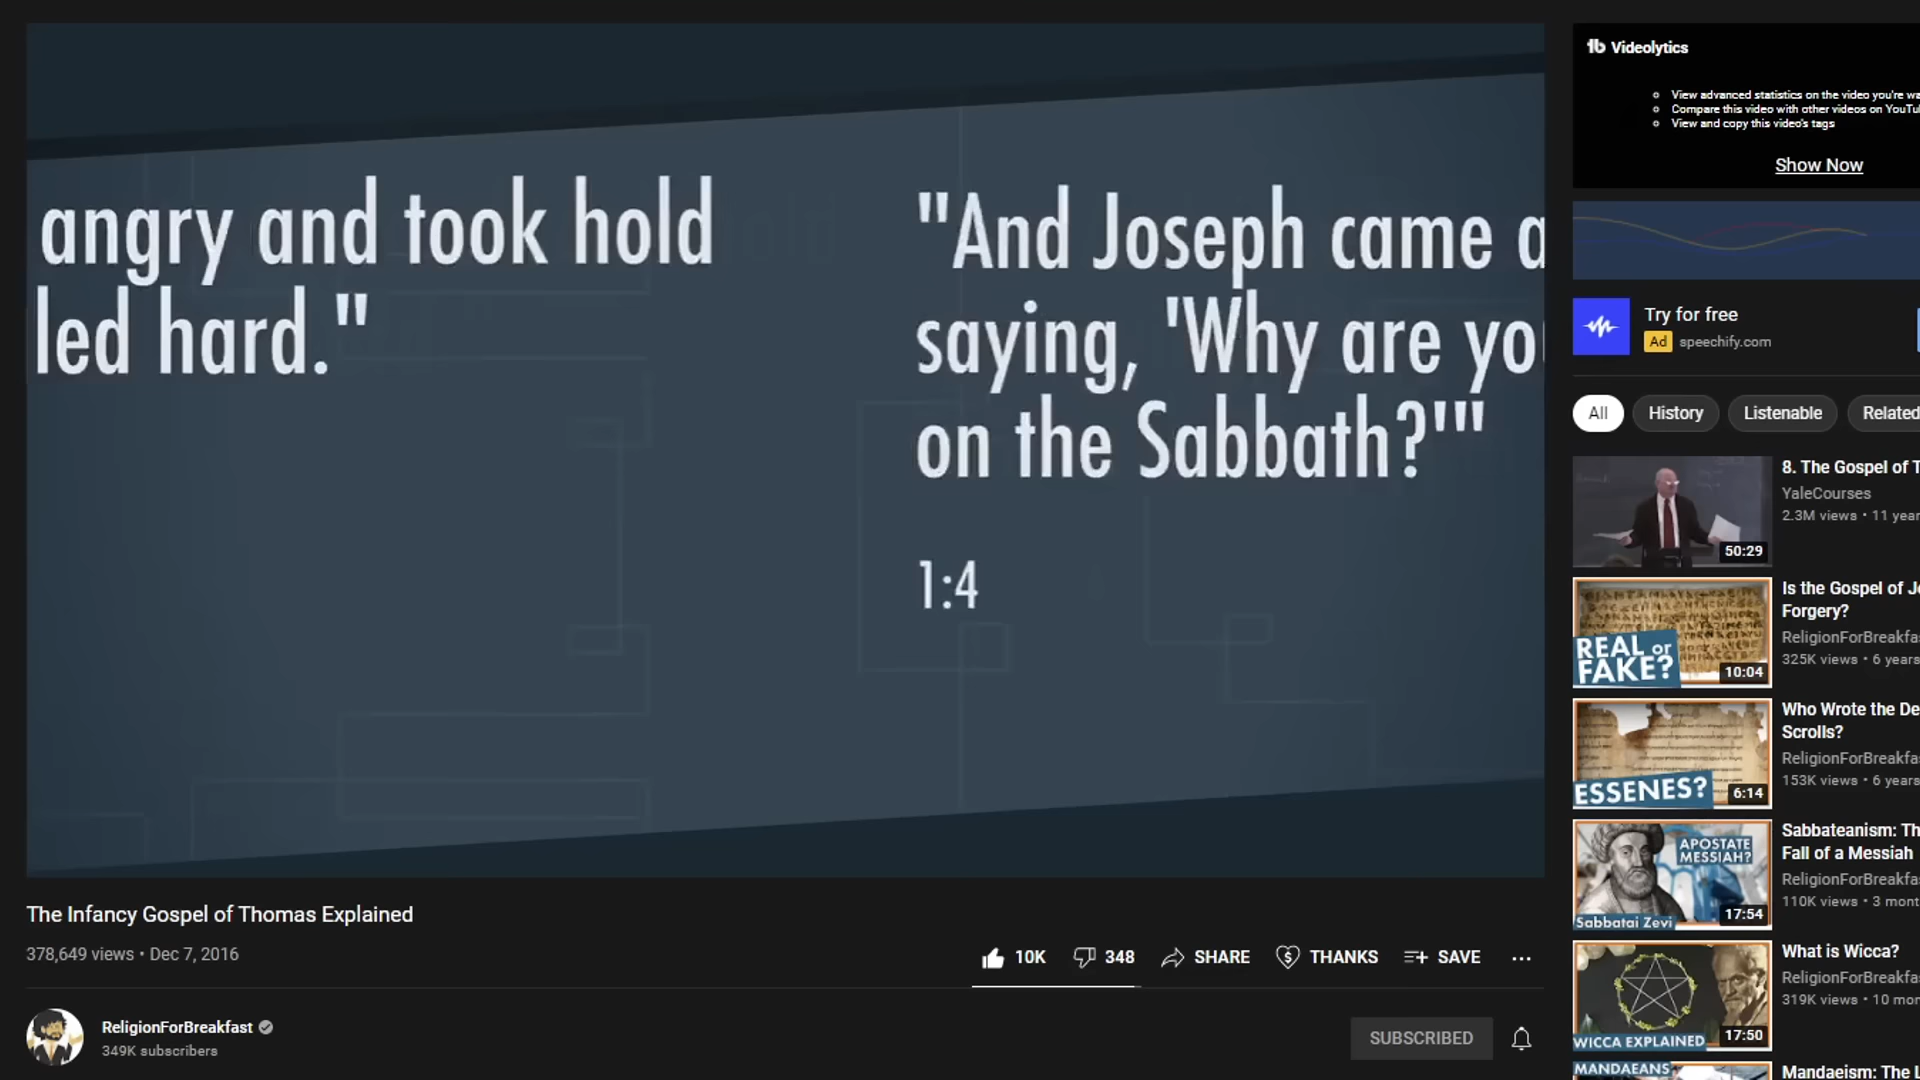 angry and took hold
led hard."
"And Joseph came a
saying, 'Why are yo
on the Sabbath?'"
1:4
The Infancy Gospel of Thomas Explained
378,649 views • Dec 7, 2016
10K
348
SHARE
THANKS
SAVE
ReligionForBreakfast
349K subscribers
SUBSCRIBED
Videolytics
View advanced statistics on the video you're wa
Compare this video with other videos on YouTu
View and copy this video's tags
Show Now
Try for free
Ad speechify.com
All
History
Listenable
Related
8. The Gospel of T
YaleCourses
2.3M views • 11 year
50:29
Is the Gospel of Je
Forgery?
ReligionForBreakfa
325K views • 6 years
REAL or
FAKE?
10:04
Who Wrote the De
Scrolls?
ReligionForBreakfa
153K views • 6 years
ESSENES?
6:14
Sabbateanism: Th
Fall of a Messiah
ReligionForBreakfa
110K views • 3 mont
APOSTATE
MESSIAH?
Sabbatai Zevi
17:54
What is Wicca?
ReligionForBreakfa
319K views • 10 mon
WICCA EXPLAINED
17:50
MANDAEANS
Mandaeism: The L